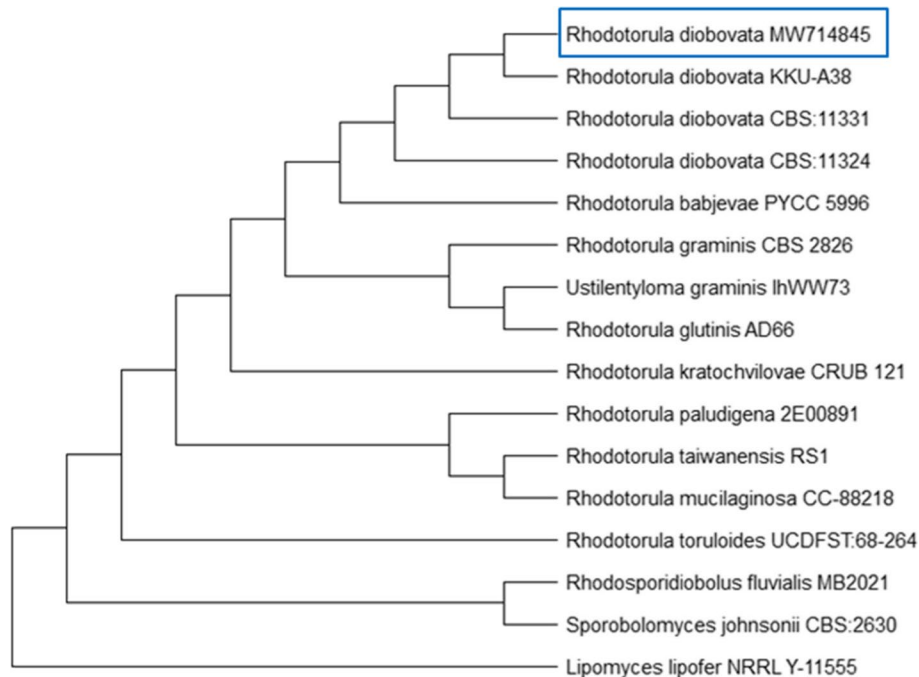 Rhodotorula diobovata MW714845
Rhodotorula diobovata KKU-A38
Rhodotorula diobovata CBS:11331
Rhodotorula diobovata CBS:11324
Rhodotorula babjevae PYCC 5996
Rhodotorula graminis CBS 2826
Ustilentyloma graminis IhWW73
Rhodotorula glutinis AD66
Rhodotorula kratochvilovae CRUB 121
Rhodotorula paludigena 2E00891
Rhodotorula taiwanensis RS1
Rhodotorula mucilaginosa CC-88218
Rhodotorula toruloides UCDFST:68-264
Rhodosporidiobolus fluvialis MB2021
Sporobolomyces johnsonii CBS:2630
Lipomyces lipofer NRRL Y-11555